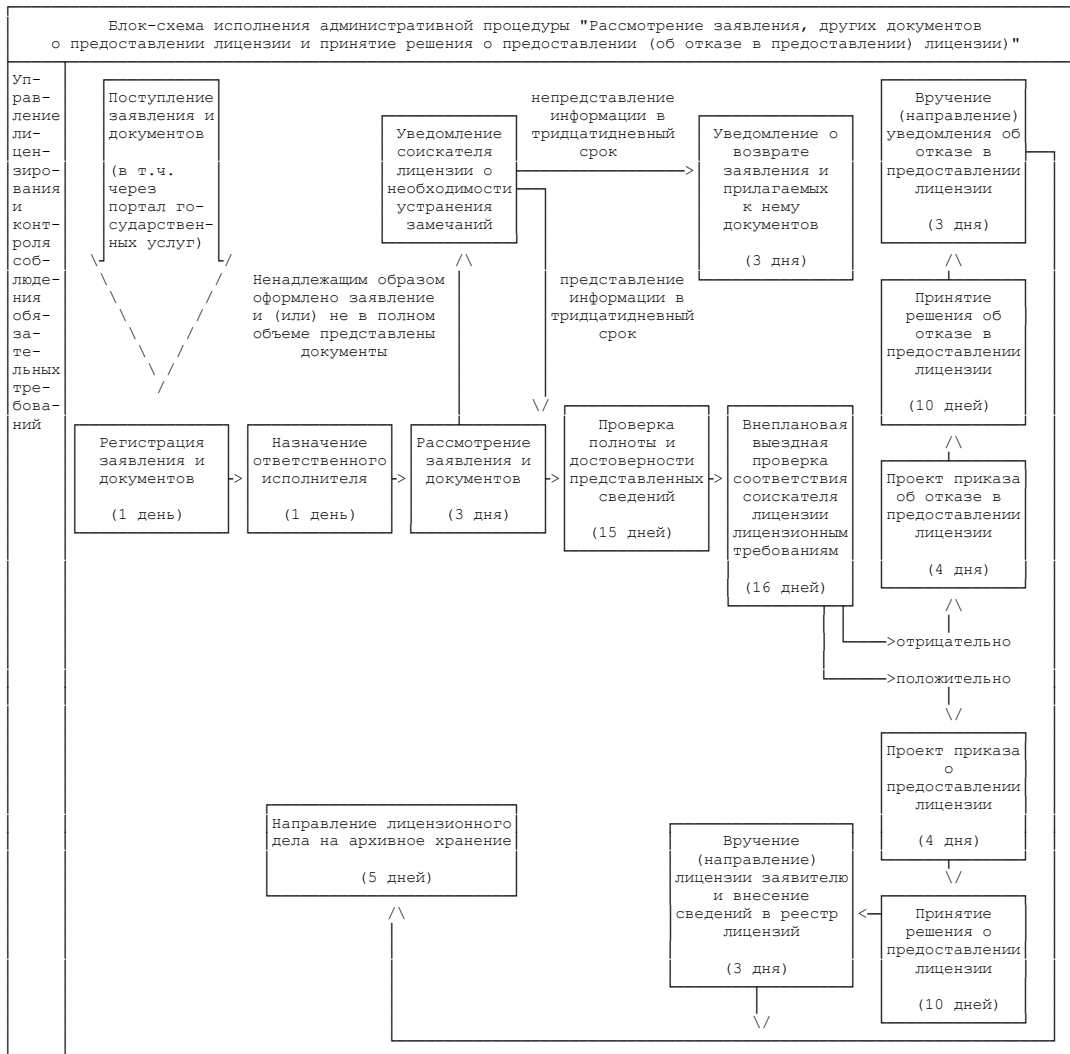 Блок-схема исполнения административной процедуры "Рассмотрение заявления, других документов
о предоставлении лицензии и принятие решения о предоставлении (об отказе в предоставлении) лицензии)"
Уп-
рав-
ление
ли-
цен-
зиро-
вания
и
конт-
роля
соб-
люде-
ния
обя-
за-
те-
льных
тре-
бова-
ний
Поступление
заявления и
документов
(в т.ч.
через
портал го-
сударствен-
ных услуг)
Уведомление
соискателя
лицензии о
необходимости
устранения
замечаний
непредставление
информации в
тридцатидневный
срок
Уведомление о
возврате
заявления и
прилагаемых
к нему
документов
(3 дня)
Вручение
(направление)
уведомления об
отказе в
предоставлении
лицензии
(3 дня)
Ненадлежащим образом
оформлено заявление
и (или) не в полном
объеме представлены
документы
представление
информации в
тридцатидневный
срок
Принятие
решения об
отказе в
предоставлении
лицензии
(10 дней)
Регистрация
заявления и
документов
(1 день)
Назначение
ответственного
исполнителя
(1 день)
Рассмотрение
заявления и
документов
(3 дня)
Проверка
полноты и
достоверности
представленных
сведений
(15 дней)
Внеплановая
выездная
проверка
соответствия
соискателя
лицензии
лицензионным
требованиям
(16 дней)
Проект приказа
об отказе в
предоставлении
лицензии
(4 дня)
отрицательно
положительно
Проект приказа
о
предоставлении
лицензии
(4 дня)
Направление лицензионного
дела на архивное хранение
(5 дней)
Вручение
(направление)
лицензии заявителю
и внесение
сведений в реестр
лицензий
(3 дня)
Принятие
решения о
предоставлении
лицензии
(10 дней)